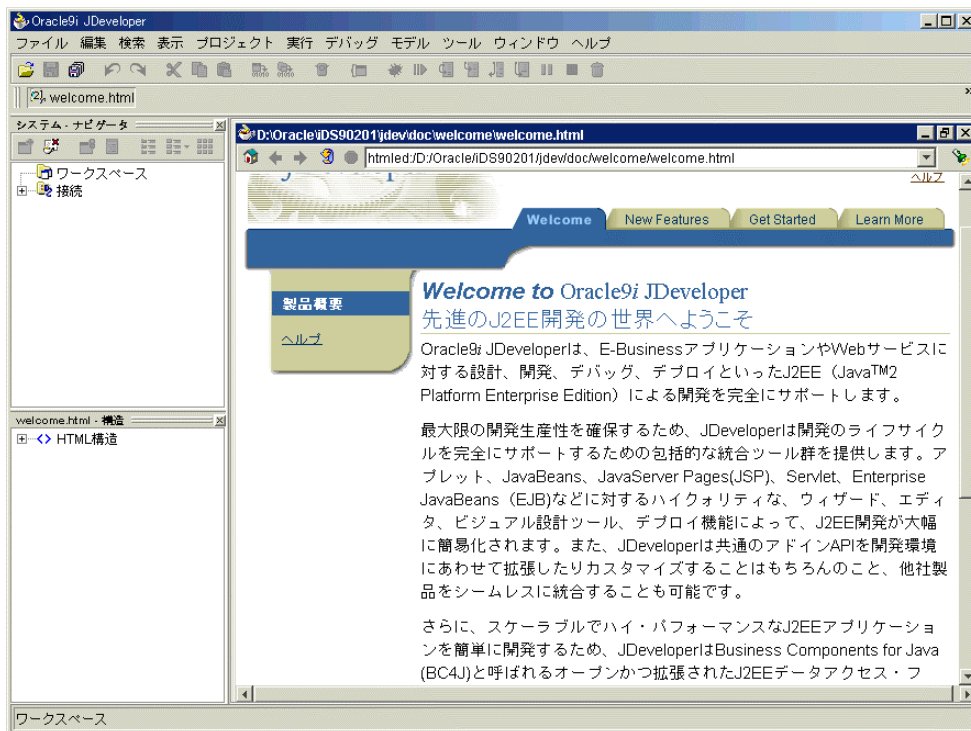 Oracle9i JDeveloper
ファイル 編集 検索 表示 プロジェクト 実行 デバッグ モデル ツール ウィンドウ ヘルプ
welcome.html
システム・ナビゲータ
ワークスペース
接続
welcome.html - 構造
HTML構造
D:\Oracle\iDS90201\jdev\doc\welcome\welcome.html
htmled:/D:/Oracle/iDS90201/jdev/doc/welcome/welcome.html
ヘルプ
Welcome New Features Get Started Learn More
製品概要
ヘルプ
Welcome to Oracle9i JDeveloper
先進のJ2EE開発の世界へようこそ
Oracle9i JDeveloperは、E-BusinessアプリケーションやWebサービスに
対する設計、開発、デバッグ、デプロイといったJ2EE（Java™2
Platform Enterprise Edition）による開発を完全にサポートします。
最大限の開発生産性を確保するため、JDeveloperは開発のライフサイク
ルを完全にサポートするための包括的な統合ツール群を提供します。ア
プレット、JavaBeans、JavaServer Pages(JSP)、Servlet、Enterprise
JavaBeans（EJB)などに対するハイクォリティな、ウィザード、エディ
タ、ビジュアル設計ツール、デプロイ機能によって、J2EE開発が大幅
に簡易化されます。また、JDeveloperは共通のアドインAPIを開発環境
にあわせて拡張したりカスタマイズすることはもちろんのこと、他社製
品をシームレスに統合することも可能です。
さらに、スケーラブルでハイ・パフォーマンスなJ2EEアプリケーショ
ンを簡単に開発するため、JDeveloperはBusiness Components for Java
(BC4J)と呼ばれるオープンかつ拡張されたJ2EEデータアクセス・フ
ワークスペース